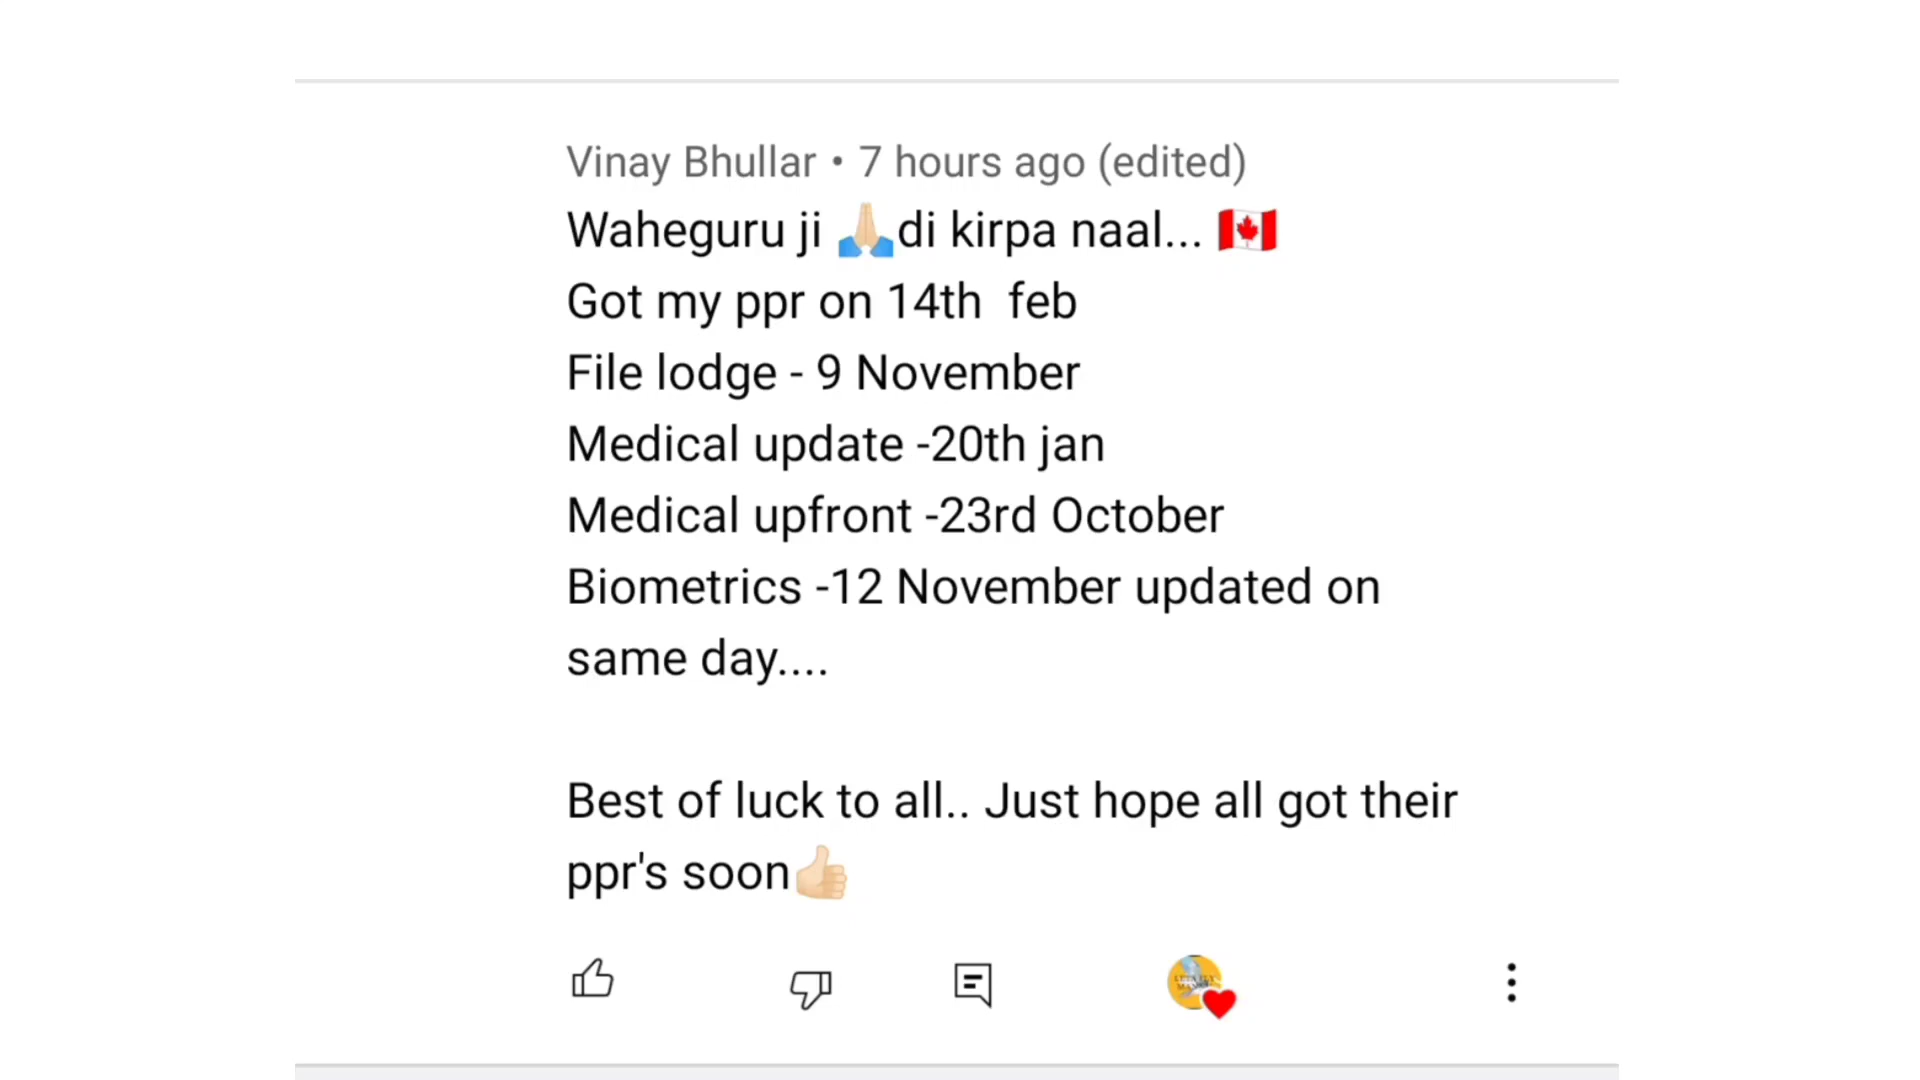 Vinay Bhullar • 7 hours ago (edited)
Waheguru ji 🙏🏻di kirpa naal... 🇨🇦
Got my ppr on 14th  feb
File lodge - 9 November
Medical update -20th jan
Medical upfront -23rd October
Biometrics -12 November updated on
same day....
Best of luck to all.. Just hope all got their
ppr's soon👍🏻